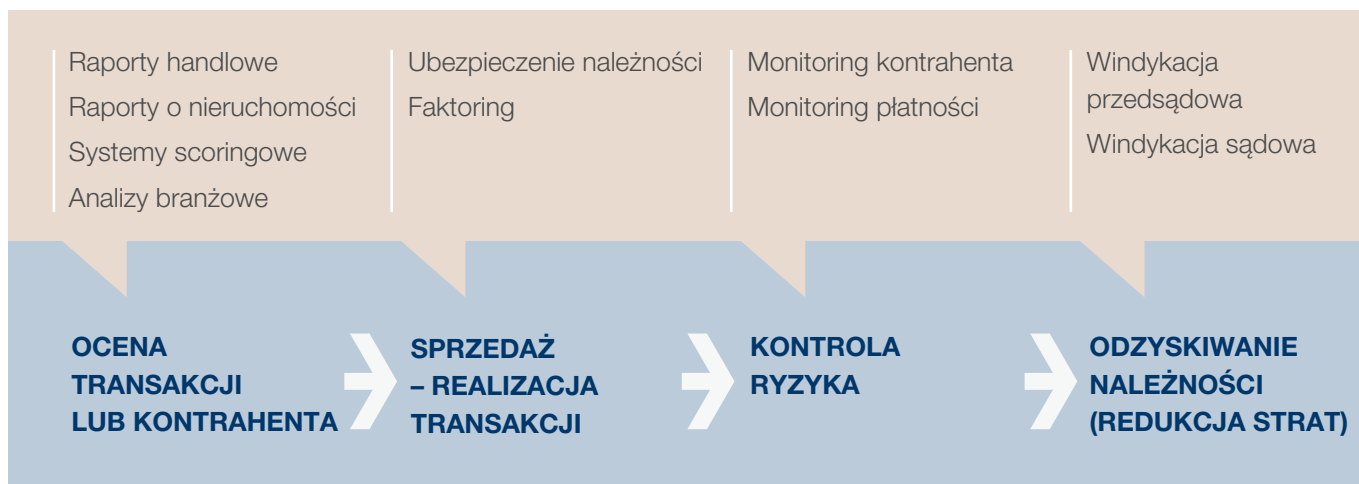 Raporty handlowe
Raporty o nieruchomości
Systemy scoringowe
Analizy branżowe
Ubezpieczenie należności
Faktoring
Monitoring kontrahenta
Monitoring płatności
Windykacja
przedsądowa
Windykacja sądowa
OCENA
TRANSAKCJI
LUB KONTRAHENTA
SPRZEDAŻ
– REALIZACJA
TRANSAKCJI
KONTROLA
RYZYKA
ODZYSKIWANIE
NALEŻNOŚCI
(REDUKCJA STRAT)